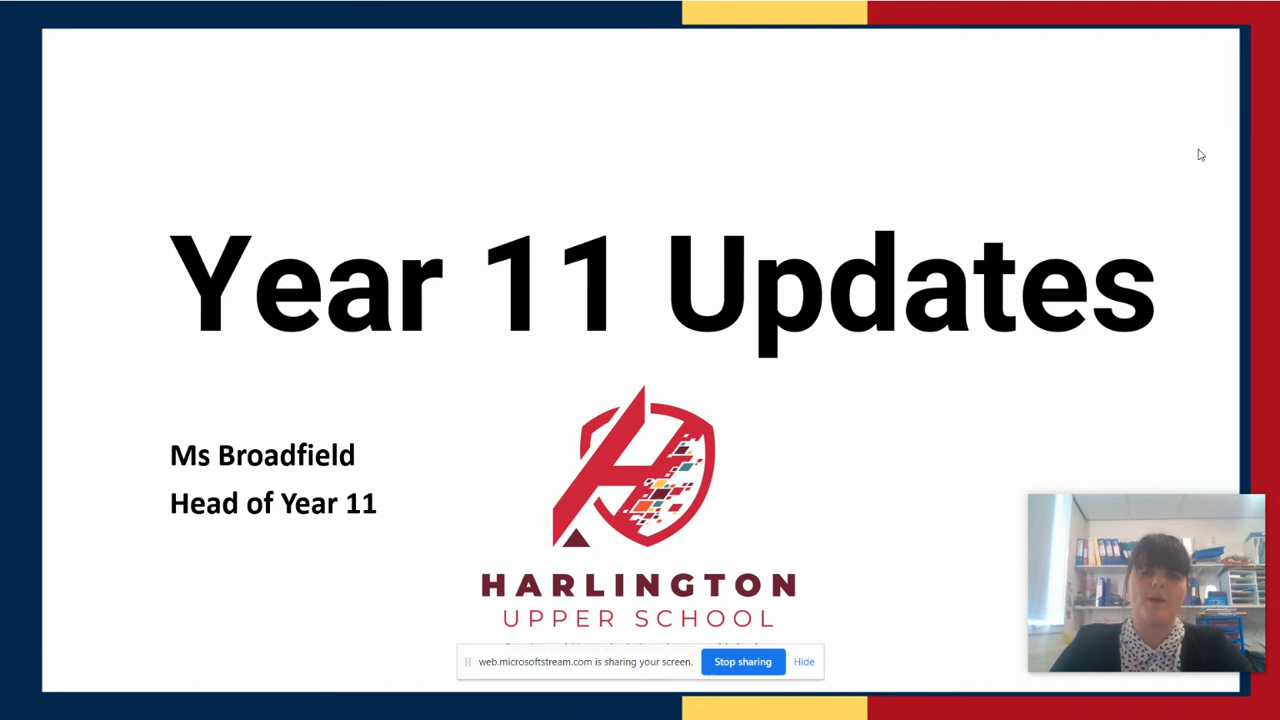 Year 11 Updates
Ms Broadfield
Head of Year 11
HARLINGTON
UPPER SCHOOL
web.microsoftstream.com is sharing your screen.
Stop sharing
Hide